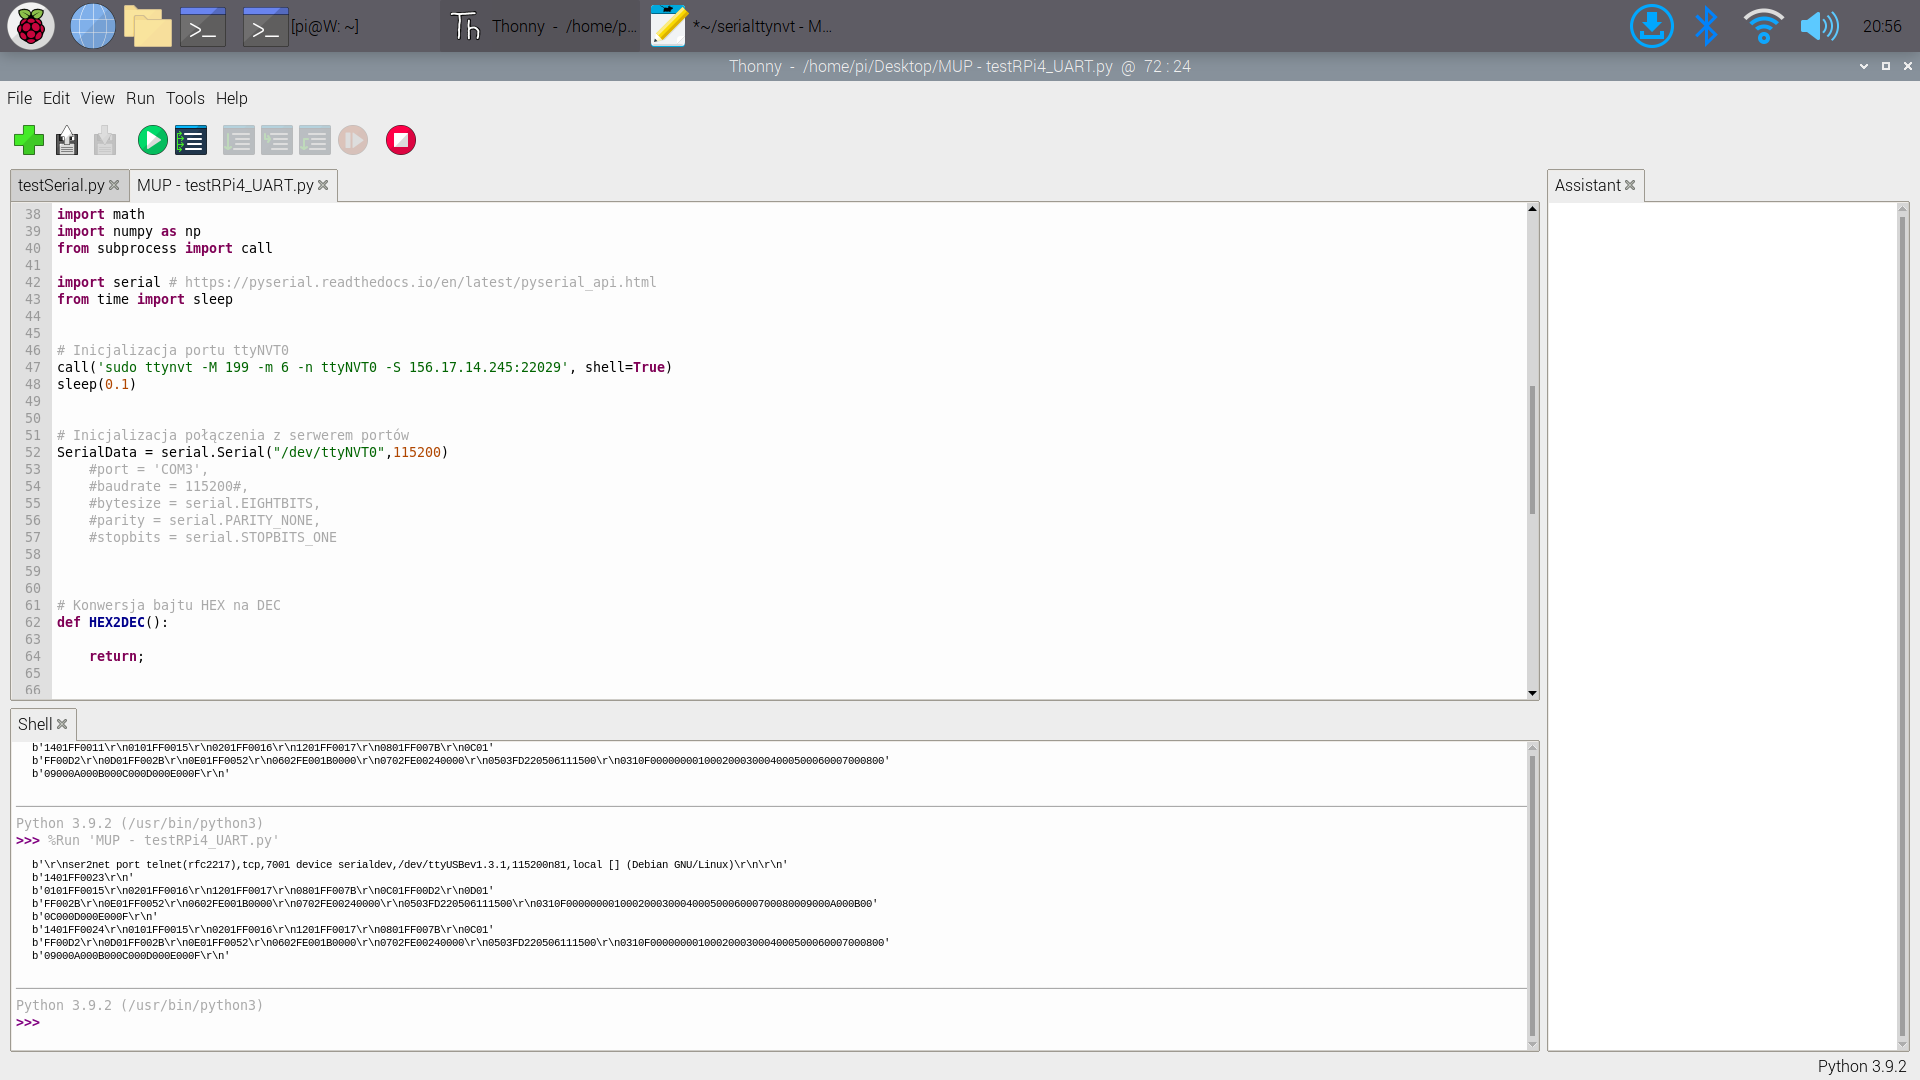 [pi@W: ~]
Thonny  -  /home/p...
*~/serialttynvt - M...
20:56
Thonny  -  /home/pi/Desktop/MUP - testRPi4_UART.py  @  72 : 24
File Edit View Run Tools Help
testSerial.py
MUP - testRPi4_UART.py
Assistant
38 import math
39 import numpy as np
40 from subprocess import call
41
42 import serial # https://pyserial.readthedocs.io/en/latest/pyserial_api.html
43 from time import sleep
44
45
46 # Inicjalizacja portu ttyNVT0
47 call('sudo ttynvt -M 199 -m 6 -n ttyNVT0 -S 156.17.14.245:22029', shell=True)
48 sleep(0.1)
49
50
51 # Inicjalizacja połączenia z serwerem portów
52 SerialData = serial.Serial("/dev/ttyNVT0",115200)
53     #port = 'COM3',
54     #baudrate = 115200#,
55     #bytesize = serial.EIGHTBITS,
56     #parity = serial.PARITY_NONE,
57     #stopbits = serial.STOPBITS_ONE
58
59
60
61 # Konwersja bajtu HEX na DEC
62 def HEX2DEC():
63
64     return;
65
66
Shell
b'1401FF0011\r\n0101FF0015\r\n0201FF0016\r\n1201FF0017\r\n0801FF007B\r\n0C01'
b'FF00D2\r\n0D01FF002B\r\n0E01FF0052\r\n0602FE001B0000\r\n0702FE00240000\r\n0503FD220506111500\r\n0310F000000001000200030004000500060007000800'
b'09000A000B000C000D000E000F\r\n'
Python 3.9.2 (/usr/bin/python3)
>>> %Run 'MUP - testRPi4_UART.py'
b'\r\nser2net port telnet(rfc2217),tcp,7001 device serialdev,/dev/ttyUSBev1.3.1,115200n81,local [] (Debian GNU/Linux)\r\n\r\n'
b'1401FF0023\r\n'
b'0101FF0015\r\n0201FF0016\r\n1201FF0017\r\n0801FF007B\r\n0C01FF00D2\r\n0D01'
b'FF002B\r\n0E01FF0052\r\n0602FE001B0000\r\n0702FE00240000\r\n0503FD220506111500\r\n0310F00000000100020003000400050006000700080009000A000B00'
b'0C000D000E000F\r\n'
b'1401FF0024\r\n0101FF0015\r\n0201FF0016\r\n1201FF0017\r\n0801FF007B\r\n0C01'
b'FF00D2\r\n0D01FF002B\r\n0E01FF0052\r\n0602FE001B0000\r\n0702FE00240000\r\n0503FD220506111500\r\n0310F000000001000200030004000500060007000800'
b'09000A000B000C000D000E000F\r\n'
Python 3.9.2 (/usr/bin/python3)
>>>
Python 3.9.2